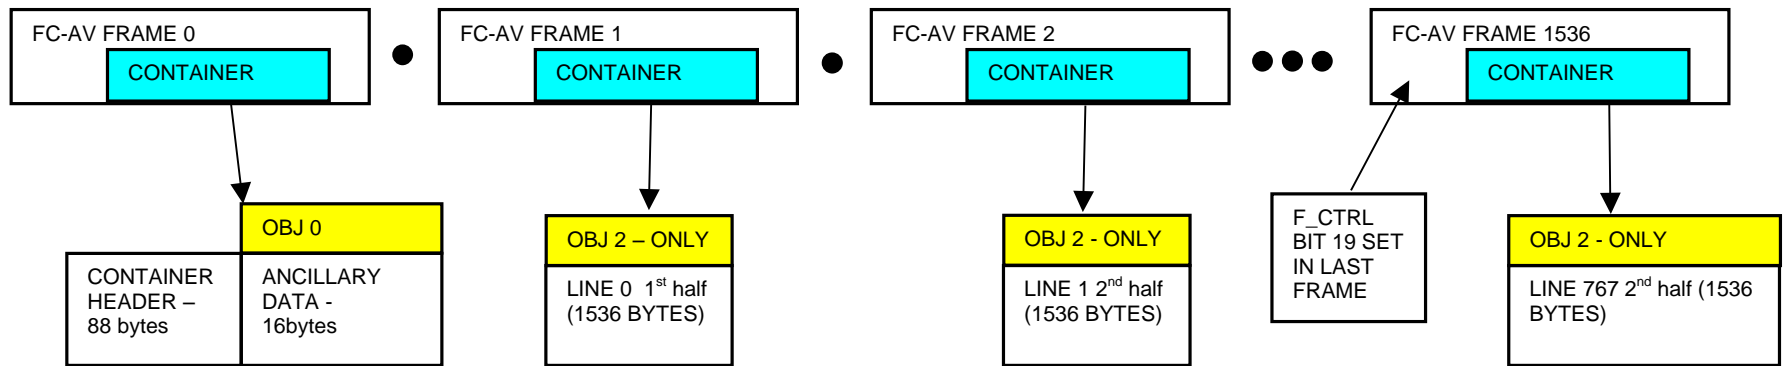 FC-AV FRAME 0
CONTAINER
FC-AV FRAME 1
CONTAINER
FC-AV FRAME 2
CONTAINER
FC-AV FRAME 1536
CONTAINER
OBJ 0
CONTAINER
HEADER –
88 bytes
ANCILLARY
DATA -
16bytes
OBJ 2 – ONLY
LINE 0 1st half
(1536 BYTES)
OBJ 2 - ONLY
LINE 1 2nd half
(1536 BYTES)
F_CTRL
BIT 19 SET
IN LAST
FRAME
OBJ 2 - ONLY
LINE 767 2nd half (1536
BYTES)